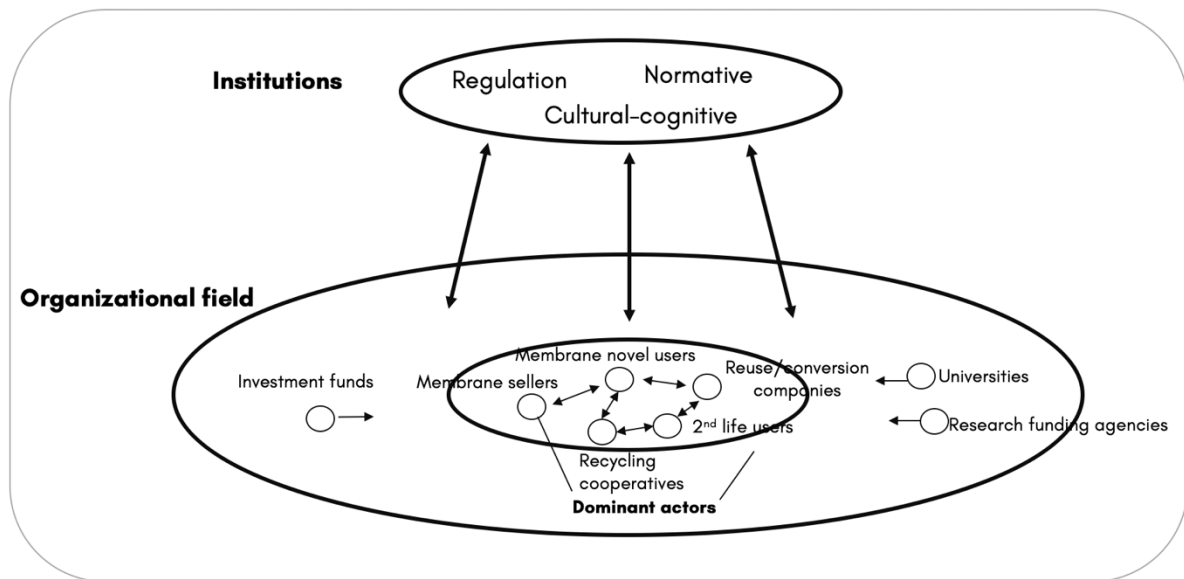 Institutions
Regulation
Normative
Cultural-cognitive
Organizational field
Membrane novel users
Investment funds
Membrane sellers
Reuse/conversion
companies
Universities
2nd life users
Research funding agencies
Recycling
cooperatives
Dominant actors